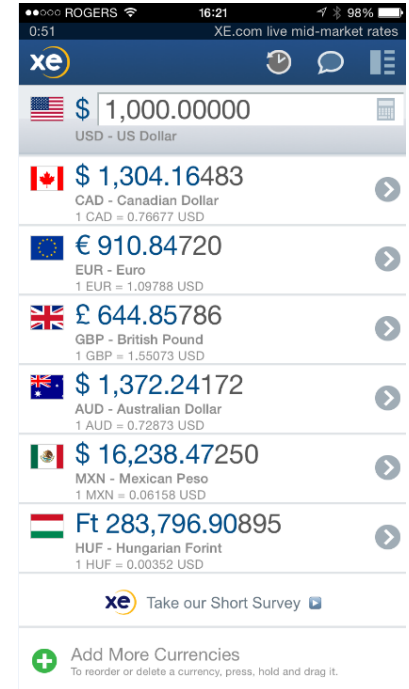 ROGERS 16:21 98%
0:51 XE.com live mid-market rates
xe
$ 1,000.00000
USD - US Dollar
$ 1,304.16483
CAD - Canadian Dollar
1 CAD = 0.76677 USD
€ 910.84720
EUR - Euro
1 EUR = 1.09788 USD
£ 644.85786
GBP - British Pound
1 GBP = 1.55073 USD
$ 1,372.24172
AUD - Australian Dollar
1 AUD = 0.72873 USD
$ 16,238.47250
MXN - Mexican Peso
1 MXN = 0.06158 USD
Ft 283,796.90895
HUF - Hungarian Forint
1 HUF = 0.00352 USD
xe Take our Short Survey
Add More Currencies
To reorder or delete a currency, press, hold and drag it.